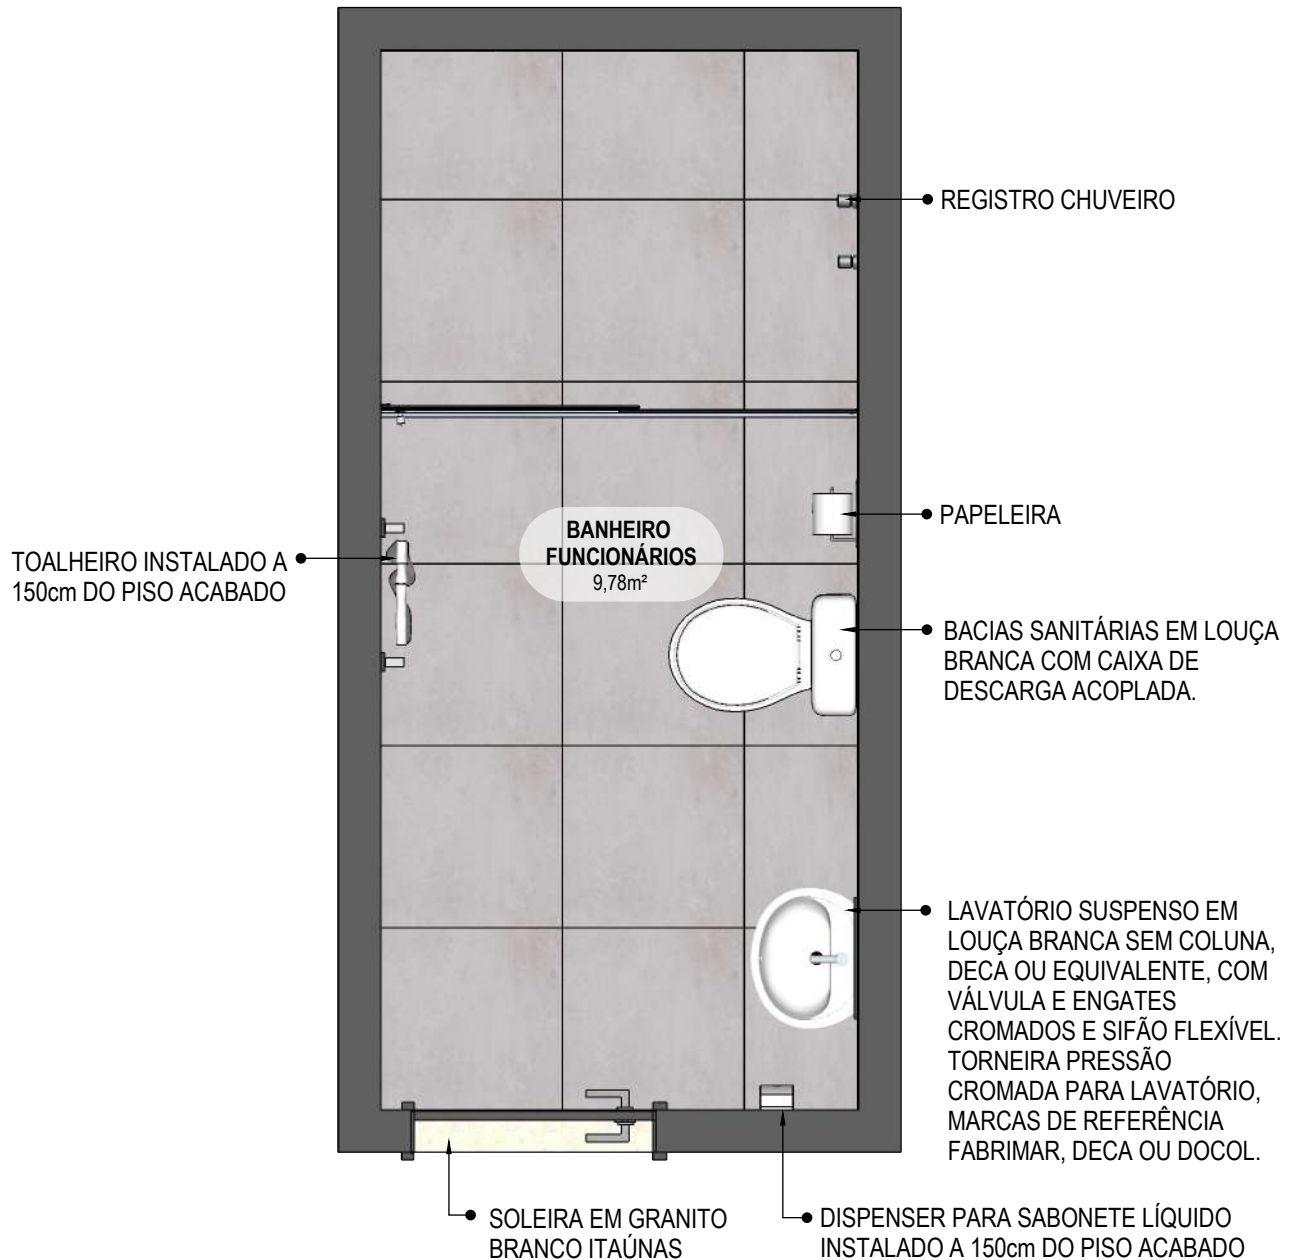 REGISTRO CHUVEIRO
PAPELEIRA
BANHEIRO
FUNCIONÁRIOS
9,78m²
TOALHEIRO INSTALADO A
150cm DO PISO ACABADO
BACIAS SANITÁRIAS EM LOUÇA
BRANCA COM CAIXA DE
DESCARGA ACOPLADA.
LAVATÓRIO SUSPENSO EM
LOUÇA BRANCA SEM COLUNA,
DECA OU EQUIVALENTE, COM
VÁLVULA E ENGATES
CROMADOS E SIFÃO FLEXÍVEL.
TORNEIRA PRESSÃO
CROMADA PARA LAVATÓRIO,
MARCAS DE REFERÊNCIA
FABRIMAR, DECA OU DOCOL.
SOLEIRA EM GRANITO
BRANCO ITAÚNAS
DISPENSER PARA SABONETE LÍQUIDO
INSTALADO A 150cm DO PISO ACABADO